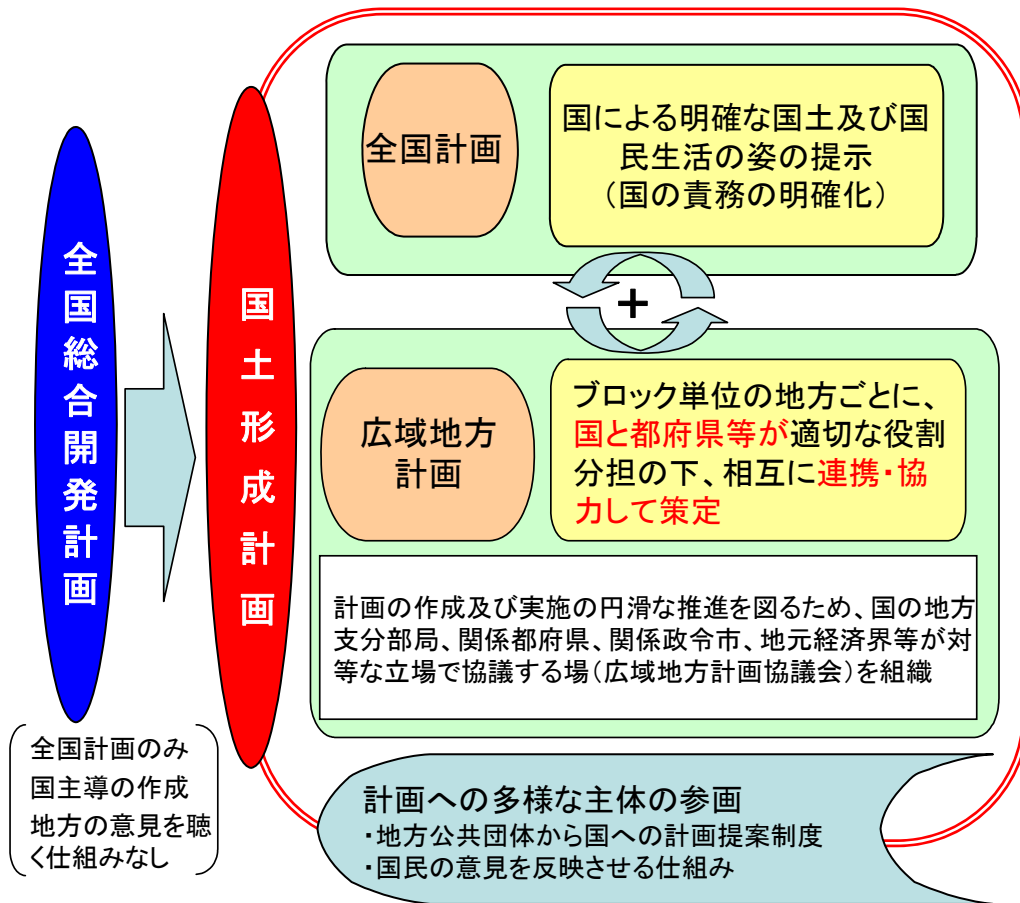 全国総合開発計画
全国計画のみ
国主導の作成
地方の意見を聴
く仕組みなし
国土形成計画
全国計画
国による明確な国土及び国
民生活の姿の提示
（国の責務の明確化）
+
広域地方
計画
ブロック単位の地方ごとに、
国と都府県等が適切な役割
分担の下、相互に連携・協
力して策定
計画の作成及び実施の円滑な推進を図るため、国の地方
支分部局、関係都府県、関係政令市、地元経済界等が対
等な立場で協議する場（広域地方計画協議会）を組織
計画への多様な主体の参画
・地方公共団体から国への計画提案制度
・国民の意見を反映させる仕組み